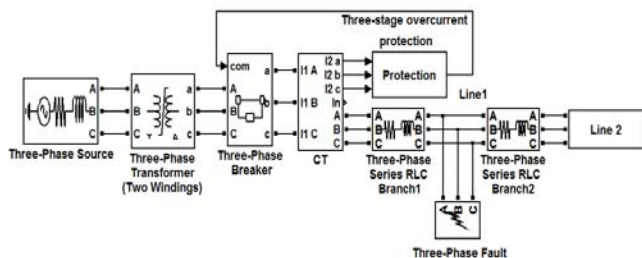 Three-stage overcurrent
protection
com
a
b
c
A
B
C
A
B
C
Three-Phase Source
A
B
C
a
b
c
Y
Δ
Three-Phase
Transformer
(Two Windings)
A
B
C
Three-Phase
Breaker
I1 A
I1 B
I1 C
I2 a
I2 b
I2 c
In
A
B
C
CT
Protection
Line1
A
B
C
A
B
C
Three-Phase
Series RLC
Branch1
A
B
C
A
B
C
Three-Phase
Series RLC
Branch2
Line 2
A
B
C
Three-Phase Fault